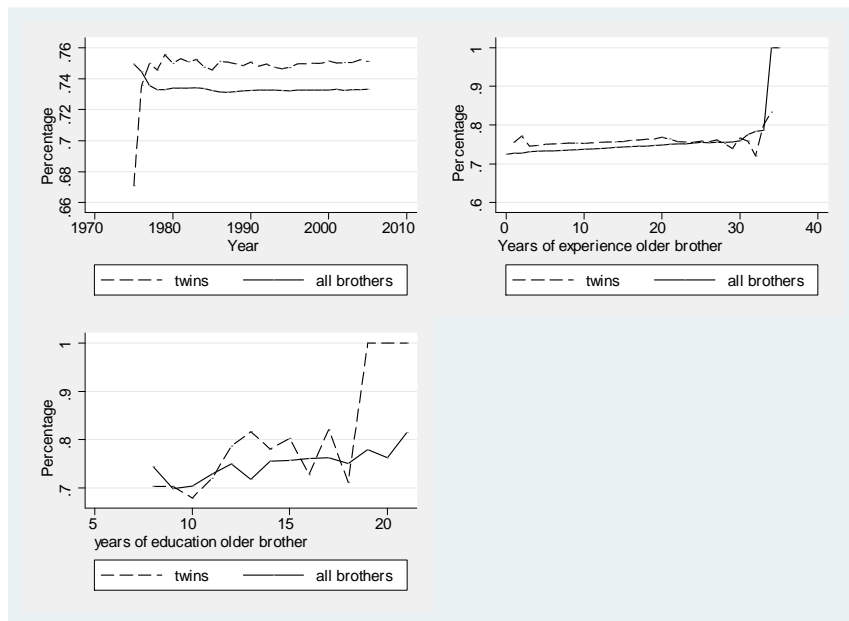 Percentage
.66 .68 .7 .72 .74 .76
1970 1980 1990 2000 2010
Year
twins all brothers
Percentage
.6 .7 .8 .9 1
0 10 20 30 40
Years of experience older brother
twins all brothers
Percentage
.7 .8 .9 1
5 10 15 20
years of education older brother
twins all brothers